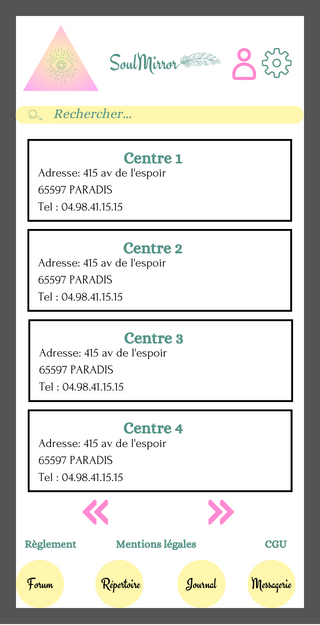 SoulMirror
Rechercher...
Centre 1
Adresse: 415 av de l'espoir
65597 PARADIS
Tel : 04.98.41.15.15
Centre 2
Adresse: 415 av de l'espoir
65597 PARADIS
Tel : 04.98.41.15.15
Centre 3
Adresse: 415 av de l'espoir
65597 PARADIS
Tel : 04.98.41.15.15
Centre 4
Adresse: 415 av de l'espoir
65597 PARADIS
Tel : 04.98.41.15.15
Règlement Mentions légales CGU
Forum Répertoire Journal Messagerie